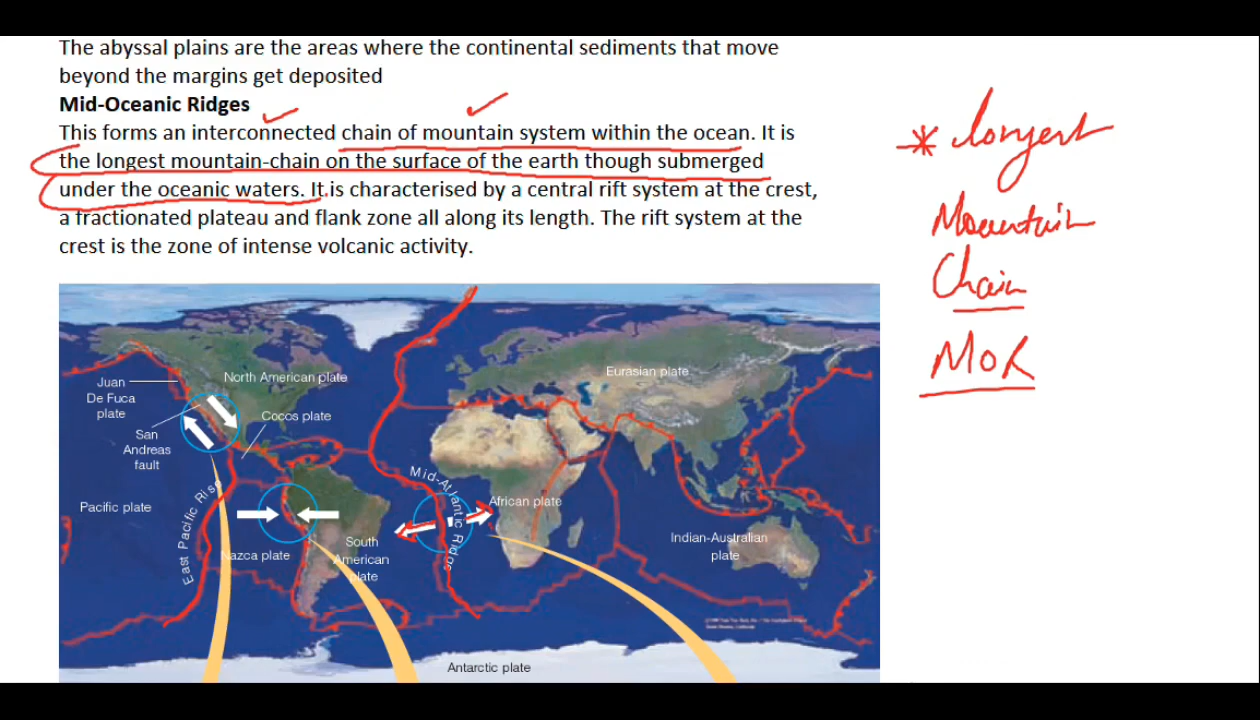 The abyssal plains are the areas where the continental sediments that move
beyond the margins get deposited
Mid-Oceanic Ridges
This forms an interconnected chain of mountain system within the ocean. It is
the longest mountain-chain on the surface of the earth though submerged
under the oceanic waters. It is characterised by a central rift system at the crest,
a fractionated plateau and flank zone all along its length. The rift system at the
crest is the zone of intense volcanic activity.
* longest
Mountain
Chain
MOR
Juan
De Fuca
plate
North American plate
Eurasian plate
Cocos plate
San
Andreas
fault
Pacific plate
East Pacific Rise
Mid-Atlantic Ridge
African plate
Nazca plate
South
American
plate
Indian-Australian
plate
Antarctic plate